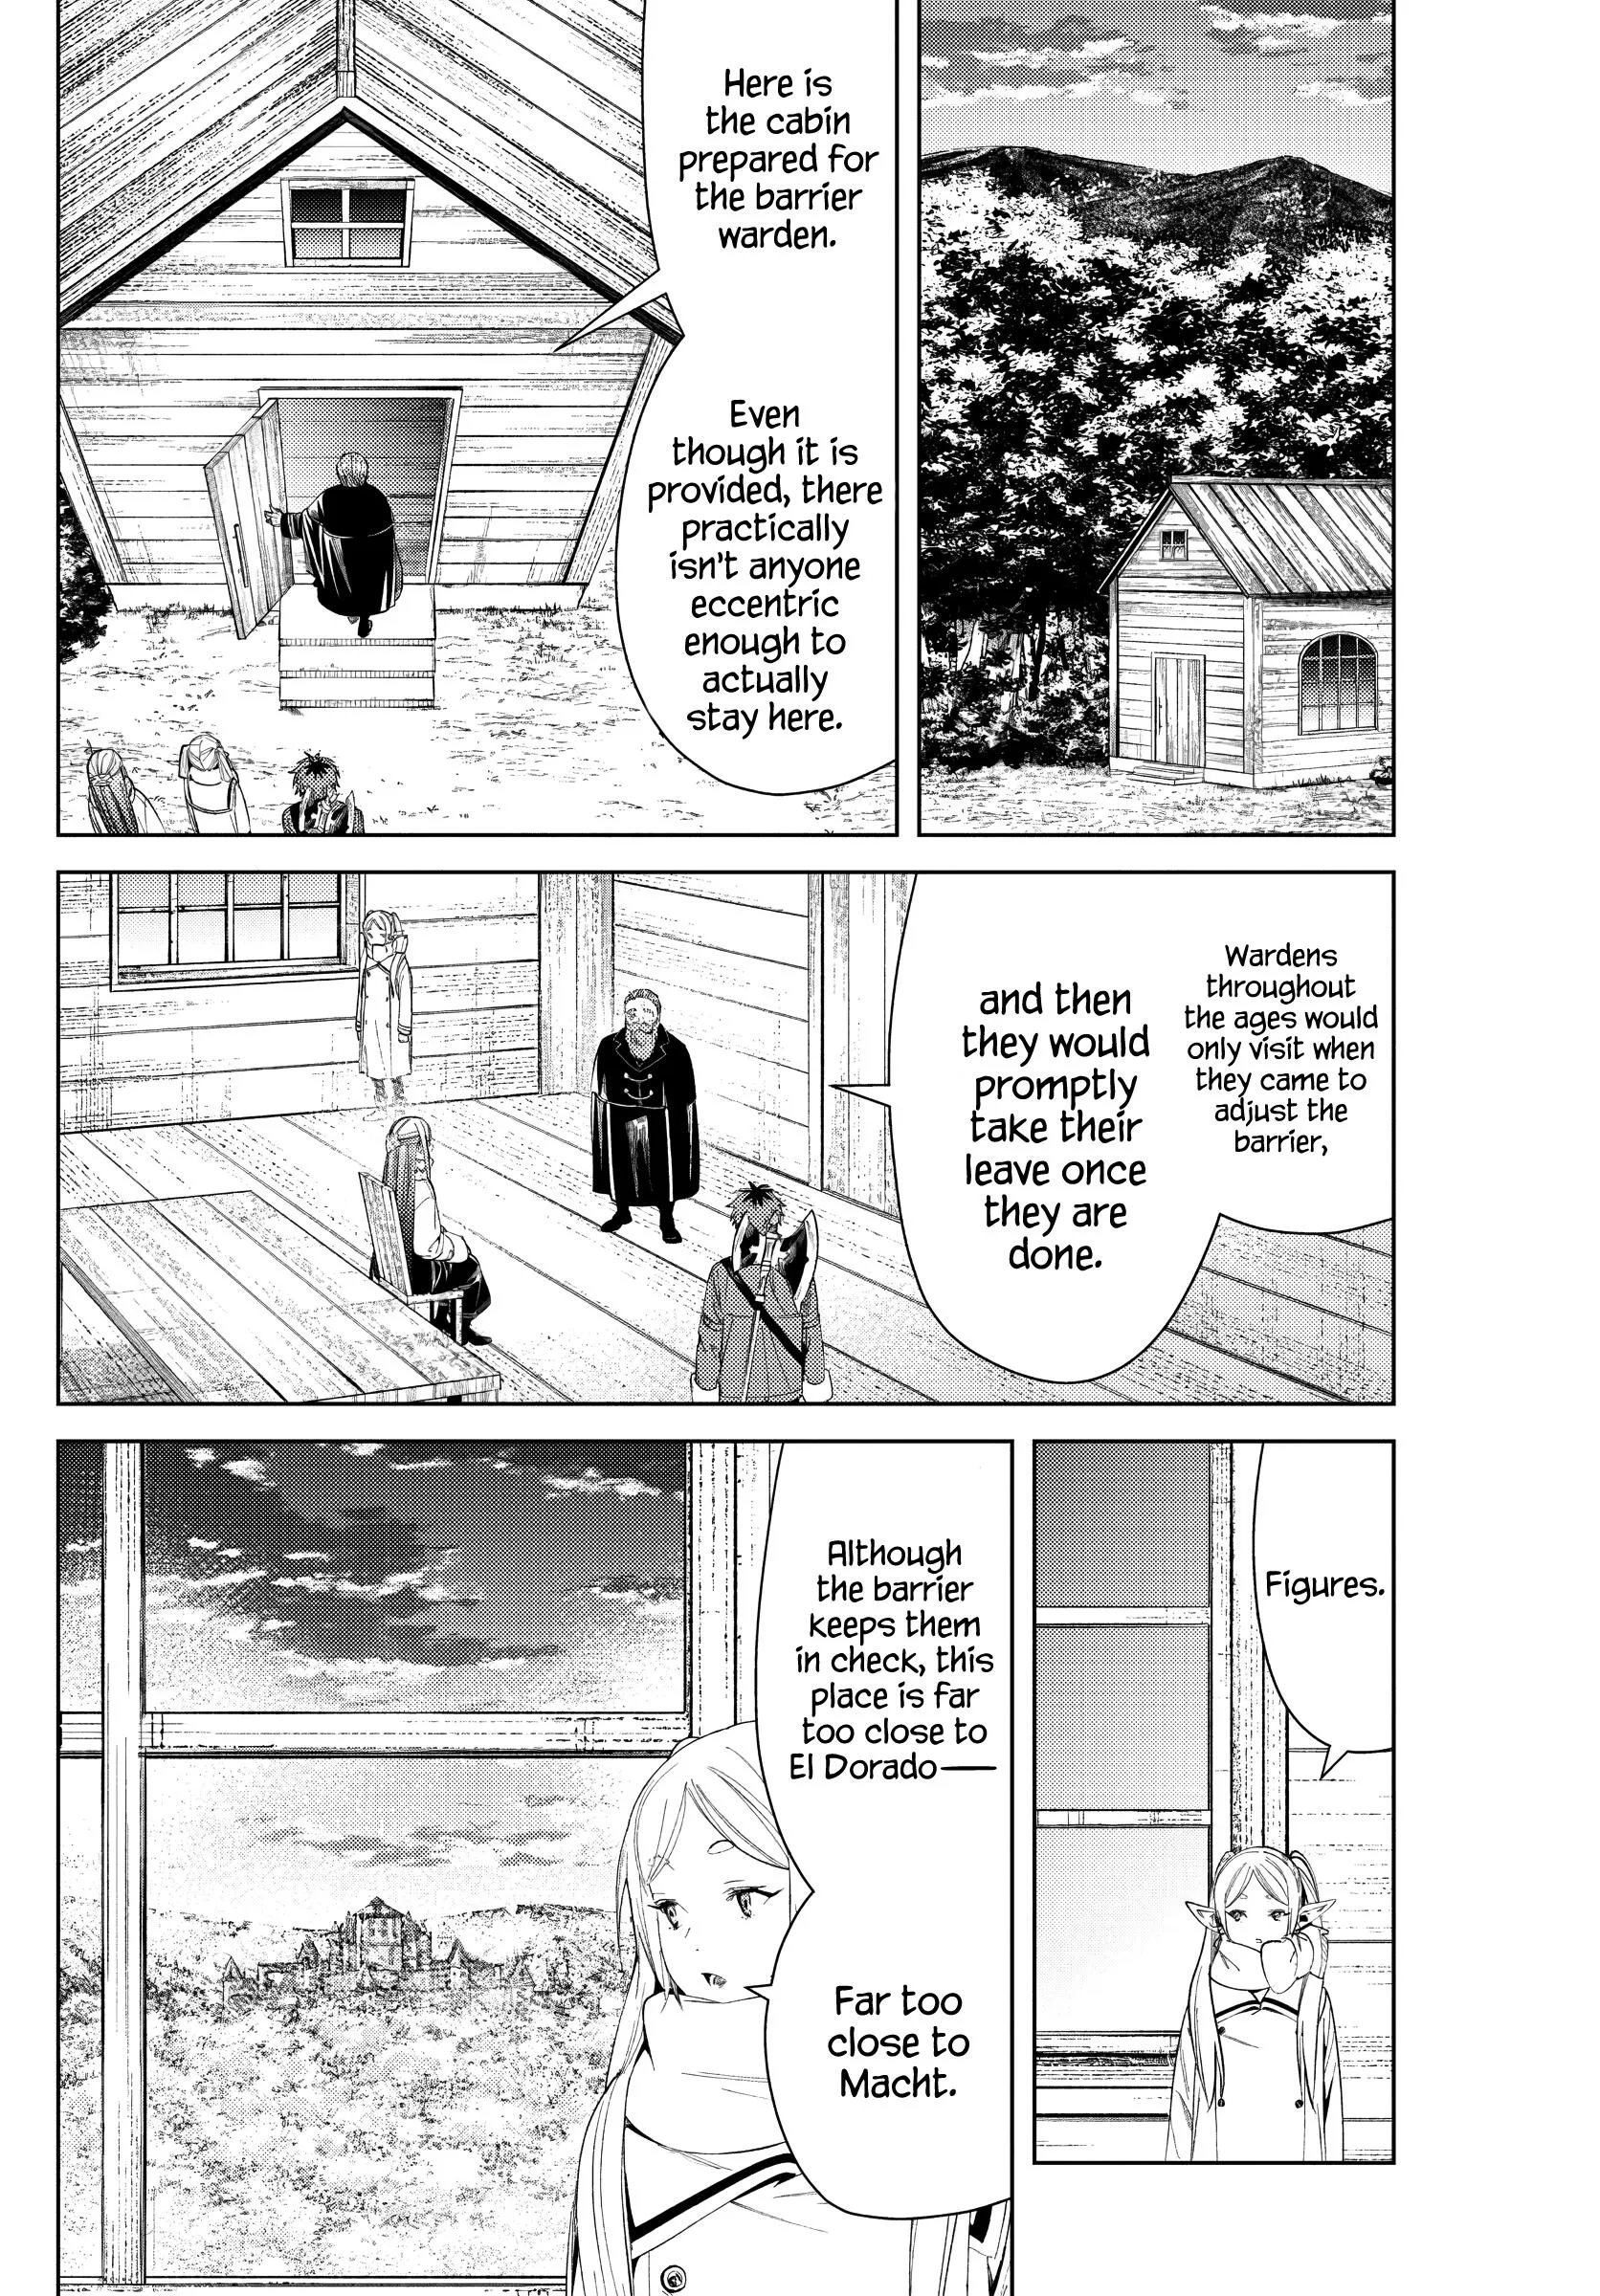 Here is
the cabin
prepared for
the barrier
warden.
Even
though it is
provided, there
practically
isn't anyone
eccentric
enough to
actually
stay here.
Wardens
throughout
the ages would
only visit when
they came to
adjust the
barrier,
and then
they would
promptly
take their
leave once
they are
done.
Figures.
Although
the barrier
keeps them
in check, this
place is far
too close to
El Dorado—
Far too
close to
Macht.